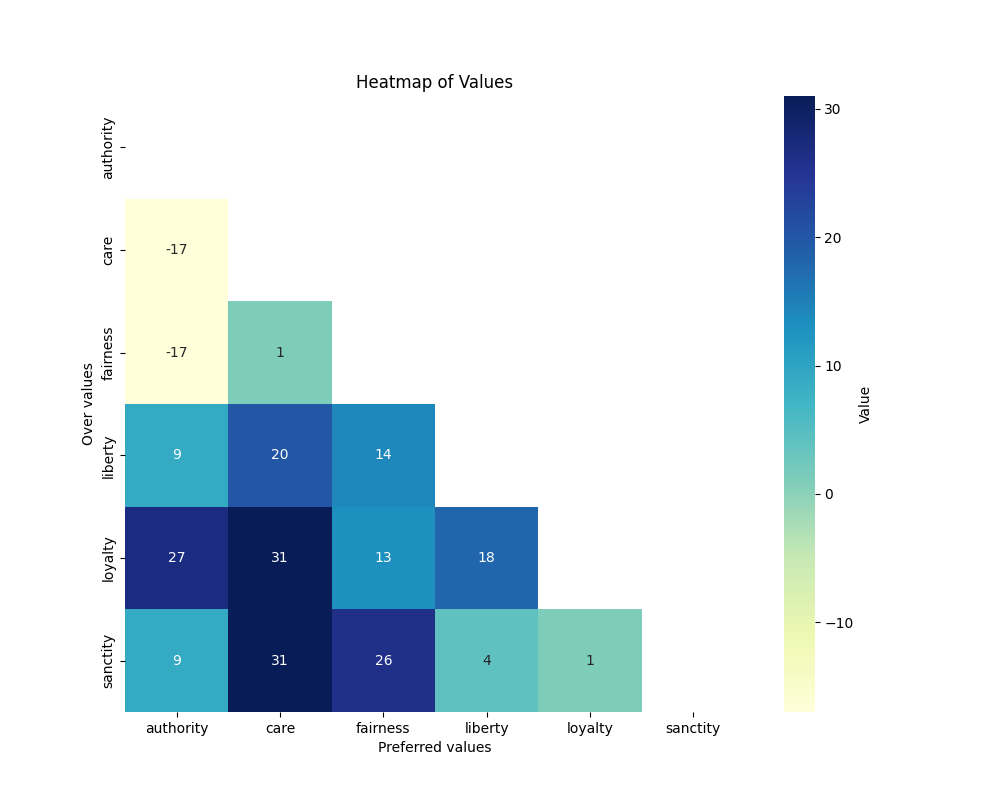 Heatmap of Values
authority
care
fairness
liberty
loyalty
sanctity
Over values
-17
-17 1
9 20 14
27 31 13 18
9 31 26 4 1
authority care fairness liberty loyalty sanctity
Preferred values
30
20
10
0
−10
Value